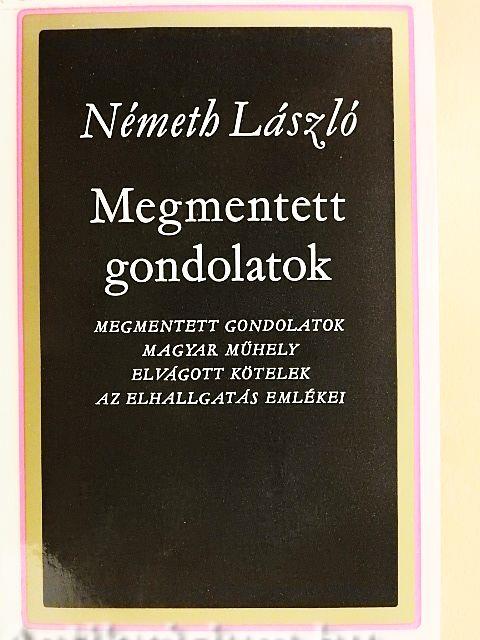 Németh László
Megmentett
gondolatok
MEGMENTETT GONDOLATOK
MAGYAR MŰHELY
ELVÁGOTT KÖTELEK
AZ ELHALLGATÁS EMLÉKEI